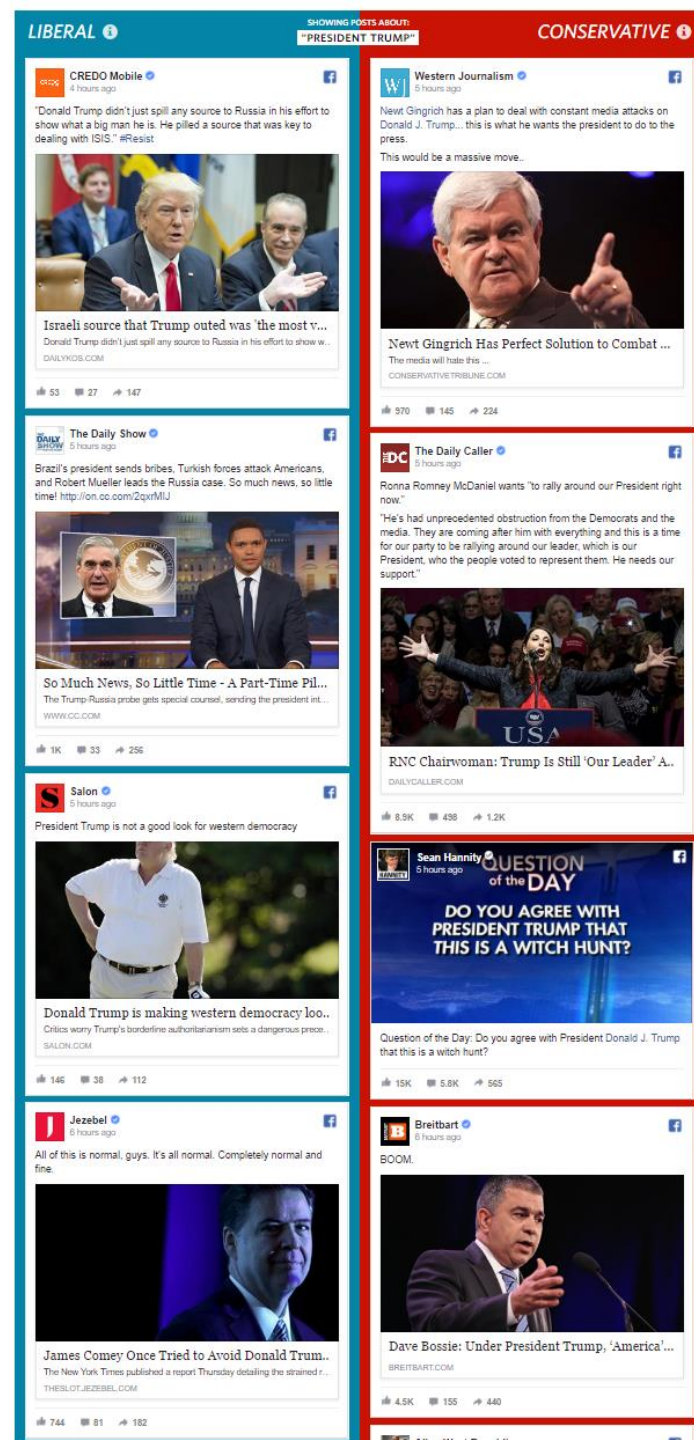 LIBERAL
SHOWING POSTS ABOUT:
"PRESIDENT TRUMP"
CONSERVATIVE
CREDO Mobile
4 hours ago
"Donald Trump didn't just spill any source to Russia in his effort to
show what a big man he is. He pilled a source that was key to
dealing with ISIS." #Resist
Israeli source that Trump outed was 'the most v...
Donald Trump didn't just spill any source to Russia in his effort to show w..
DAILYKOS.COM
53 27 147
The Daily Show
5 hours ago
Brazil's president sends bribes, Turkish forces attack Americans,
and Robert Mueller leads the Russia case. So much news, so little
time! http://on.cc.com/2qxrMIJ
So Much News, So Little Time - A Part-Time Pil...
The Trump-Russia probe gets special counsel, sending the president int...
WWW.CC.COM
1K 33 256
Salon
5 hours ago
President Trump is not a good look for western democracy
Donald Trump is making western democracy loo..
Critics worry Trump's borderline authoritarianism sets a dangerous prece..
SALON.COM
146 38 112
Jezebel
6 hours ago
All of this is normal, guys. It's all normal. Completely normal and
fine.
James Comey Once Tried to Avoid Donald Trum..
The New York Times published a report Thursday detailing the strained r...
THESLOT.JEZEBEL.COM
744 81 182
Western Journalism
5 hours ago
Newt Gingrich has a plan to deal with constant media attacks on
Donald J. Trump... this is what he wants the president to do to the
press.
This would be a massive move..
Newt Gingrich Has Perfect Solution to Combat ...
The media will hate this ...
CONSERVATIVETRIBUNE.COM
970 145 224
The Daily Caller
5 hours ago
Ronna Romney McDaniel wants "to rally around our President right
now."
"He's had unprecedented obstruction from the Democrats and the
media. They are coming after him with everything and this is a time
for our party to be rallying around our leader, which is our
President, who the people voted to represent them. He needs our
support."
USA
RNC Chairwoman: Trump Is Still 'Our Leader' A..
DAILYCALLER.COM
8.9K 498 1.2K
Sean Hannity
5 hours ago
HANNITY
QUESTION
of the DAY
DO YOU AGREE WITH
PRESIDENT TRUMP THAT
THIS IS A WITCH HUNT?
Question of the Day: Do you agree with President Donald J. Trump
that this is a witch hunt?
15K 5.8K 565
Breitbart
6 hours ago
BOOM.
Dave Bossie: Under President Trump, 'America'...
BREITBART.COM
4.5K 155 440